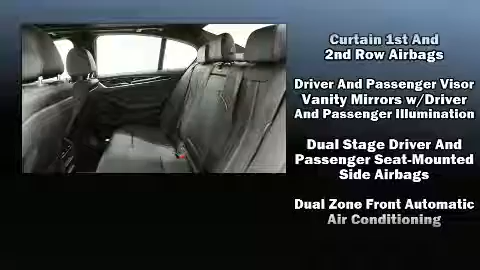 Curtain 1st And
2nd Row Airbags
Driver And Passenger Visor
Vanity Mirrors w/Driver
And Passenger Illumination
Dual Stage Driver And
Passenger Seat-Mounted
Side Airbags
Dual Zone Front Automatic
Air Conditioning